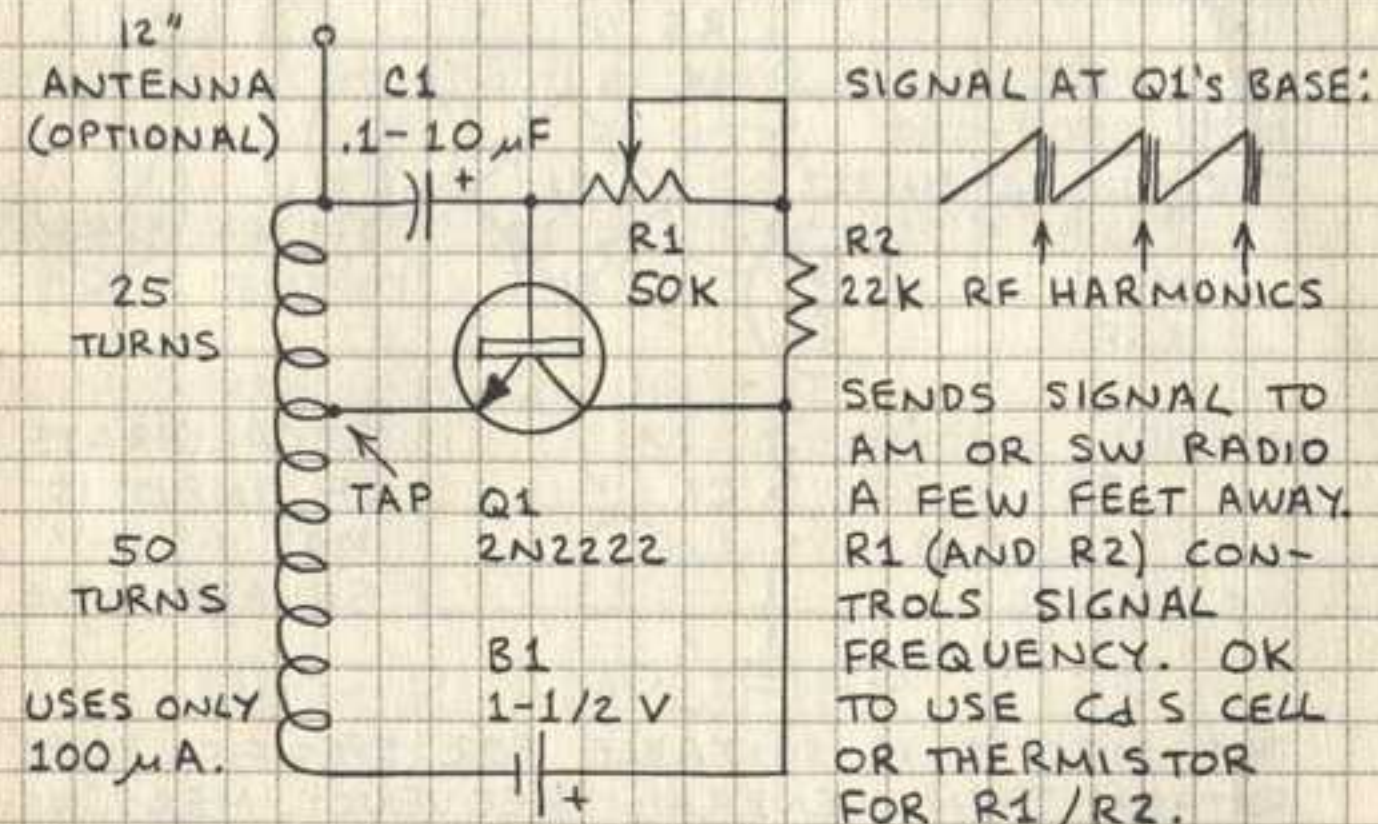 12"
ANTENNA
(OPTIONAL)
C1
.1-10 μF
+
R1
50K
25
TURNS
TAP
Q1
2N2222
50
TURNS
B1
1-1/2 V
+
USES ONLY
100 μA.
SIGNAL AT Q1's BASE:
R2
22K
RF HARMONICS
SENDS SIGNAL TO
AM OR SW RADIO
A FEW FEET AWAY.
R1 (AND R2) CON-
TROLS SIGNAL
FREQUENCY. OK
TO USE CdS CELL
OR THERMISTOR
FOR R1/R2.